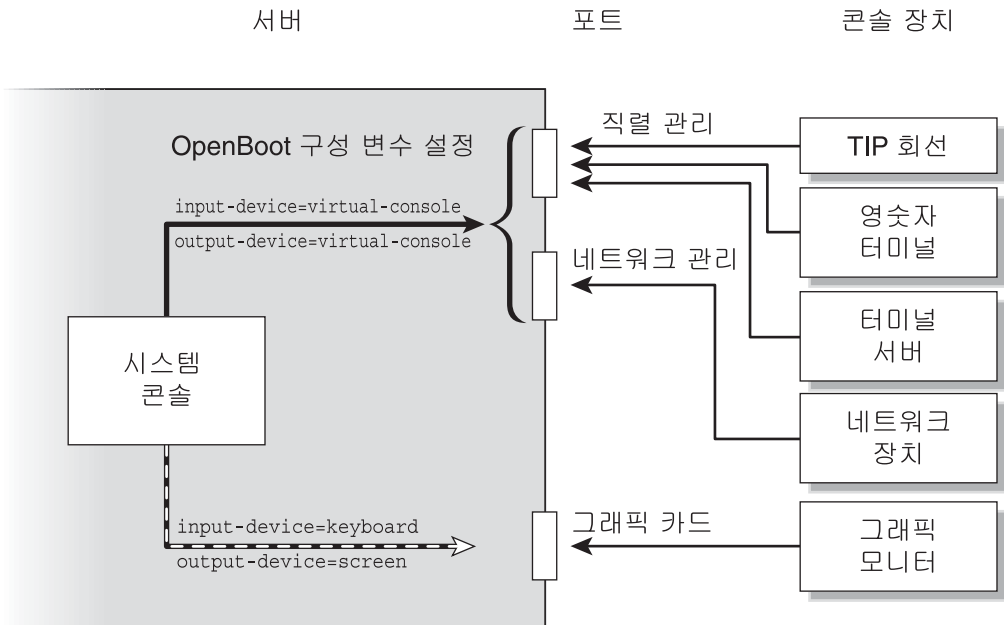 서버
포트
콘솔 장치
OpenBoot 구성 변수 설정
input-device=virtual-console
output-device=virtual-console
시스템
콘솔
input-device=keyboard
output-device=screen
직렬 관리
네트워크 관리
그래픽 카드
TIP 회선
영숫자
터미널
터미널
서버
네트워크
장치
그래픽
모니터